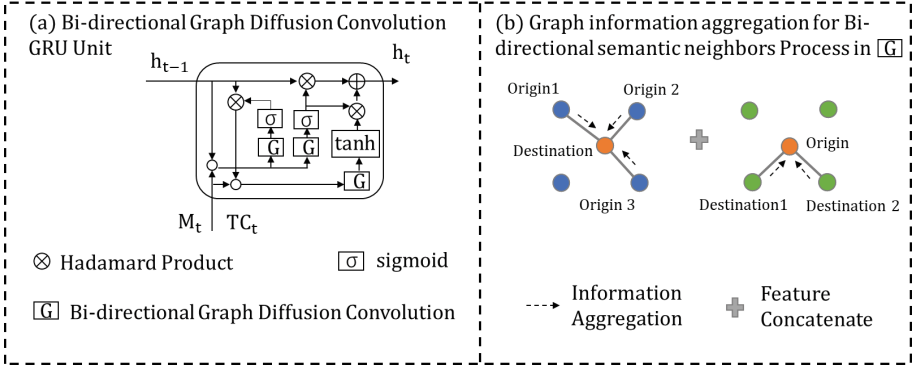 (a) Bi-directional Graph Diffusion Convolution
GRU Unit
h_{t−1}
h_t
σ
σ
G
G
tanh
G
M_t
TC_t
Hadamard Product
σ
sigmoid
G
Bi-directional Graph Diffusion Convolution
(b) Graph information aggregation for Bi-
directional semantic neighbors Process in G
Origin1
Origin 2
Destination
Origin 3
Origin
Destination1
Destination 2
Information
Aggregation
Feature
Concatenate